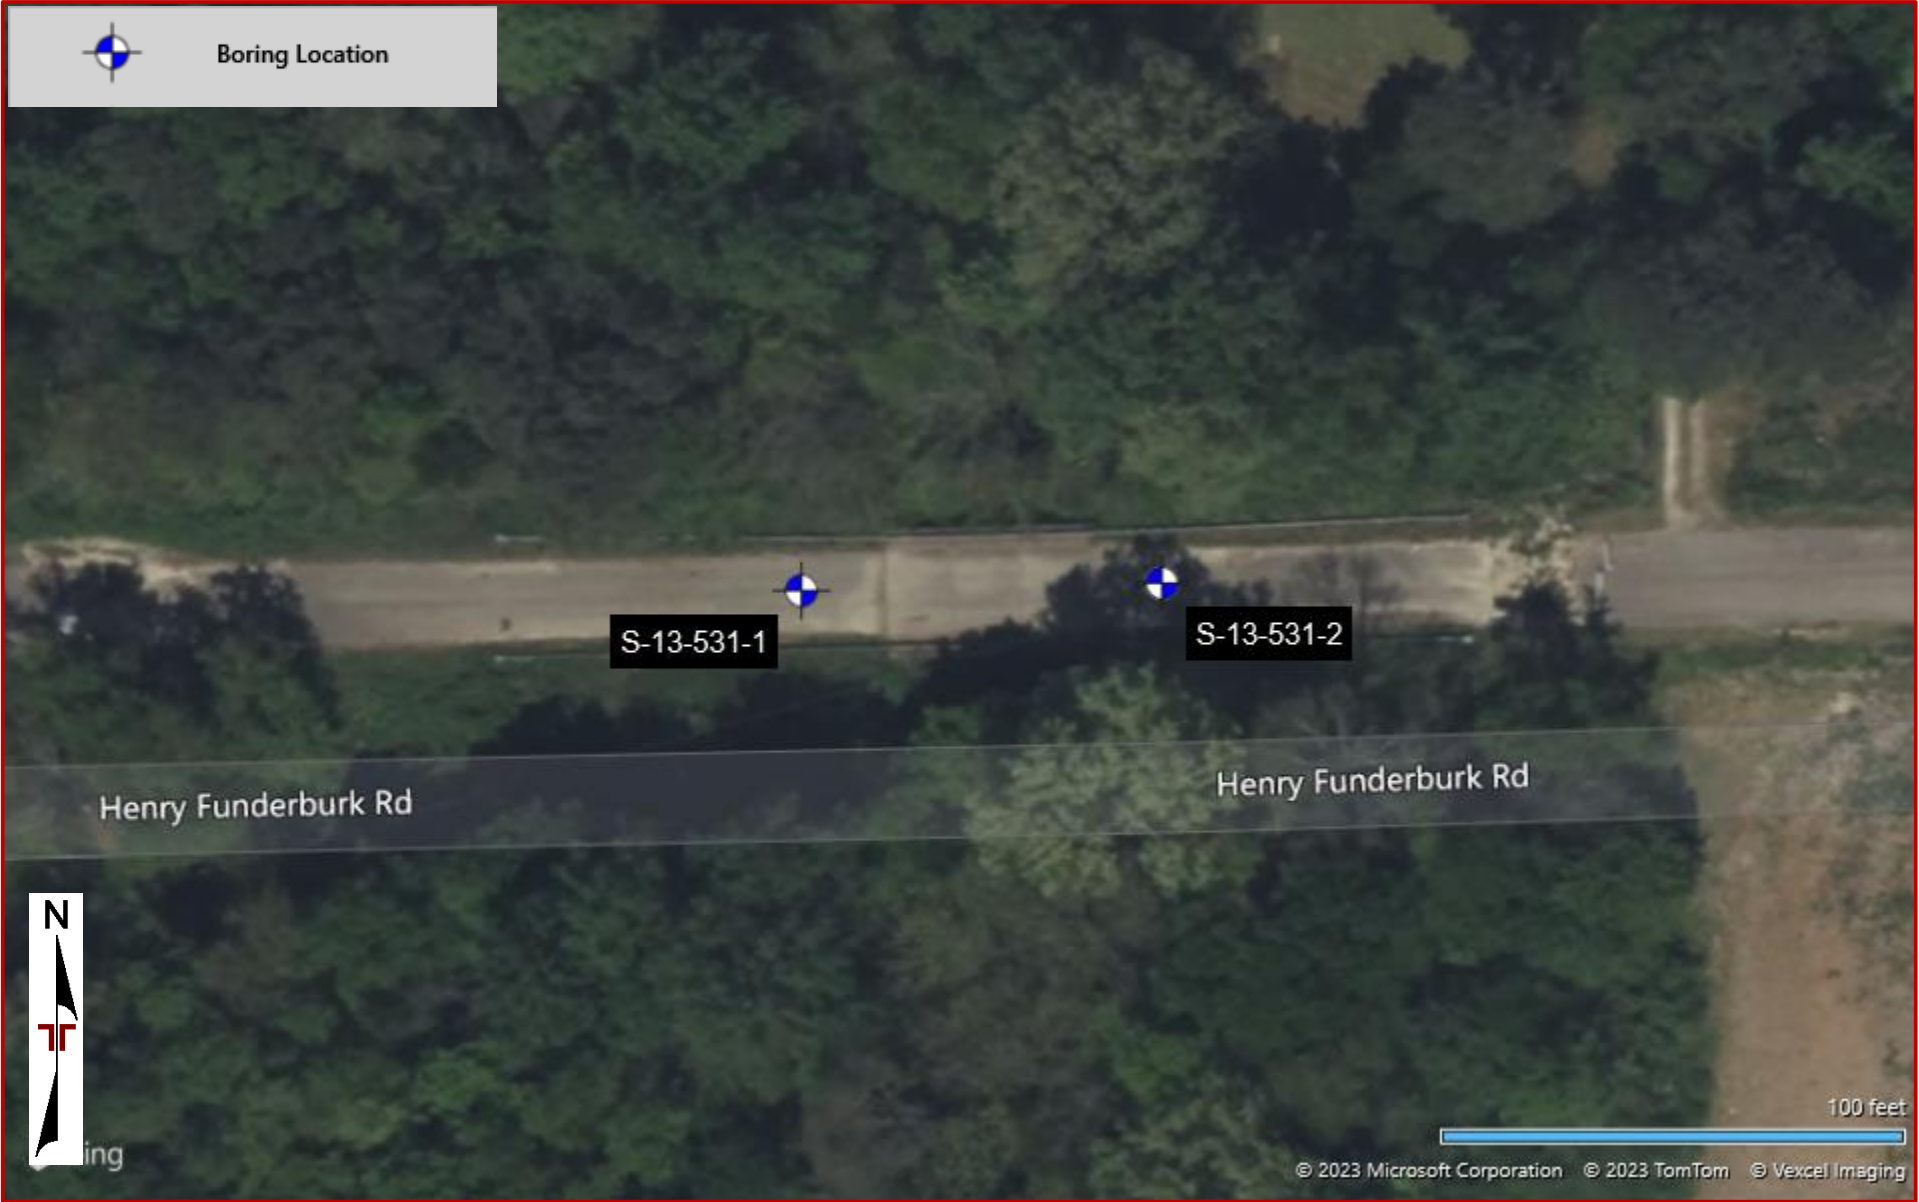 Boring Location
S-13-531-1
S-13-531-2
Henry Funderburk Rd
Henry Funderburk Rd
N
100 feet
ing
© 2023 Microsoft Corporation © 2023 TomTom © Vexcel Imaging